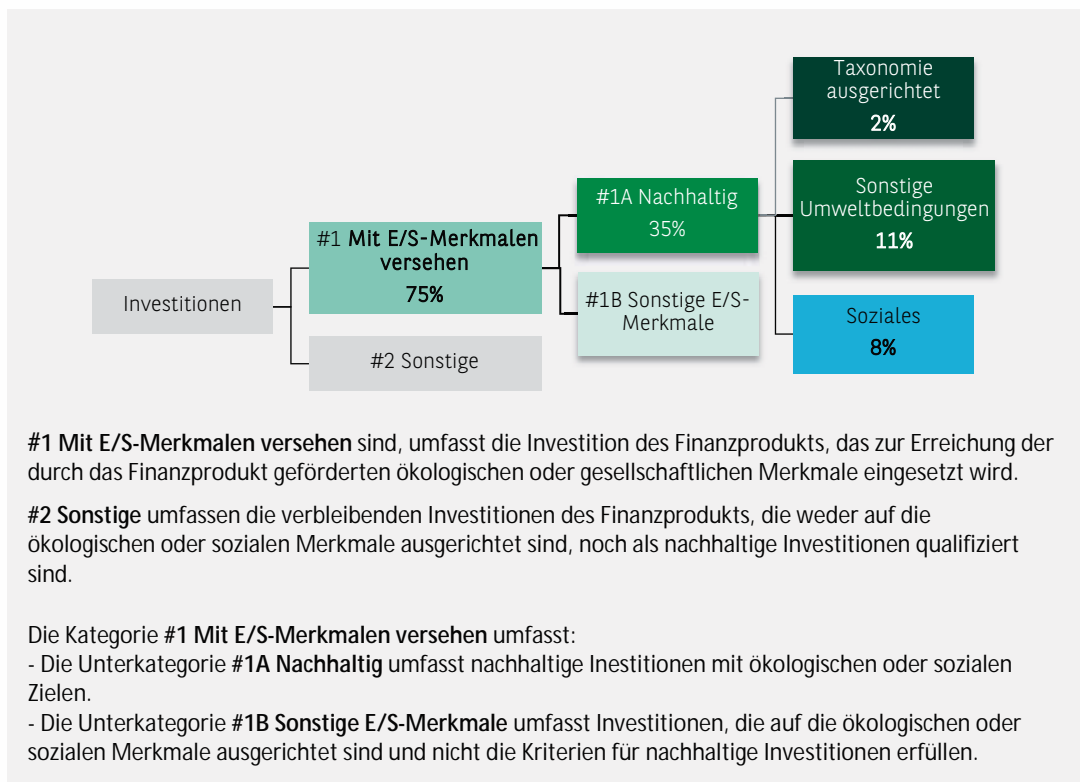 Taxonomie
ausgerichtet
2%
#1A Nachhaltig
35%
Sonstige
Umweltbedingungen
11%
#1 Mit E/S-Merkmalen
versehen
75%
Investitionen
#1B Sonstige E/S-
Merkmale
Soziales
8%
#2 Sonstige
#1 Mit E/S-Merkmalen versehen sind, umfasst die Investition des Finanzprodukts, das zur Erreichung der
durch das Finanzprodukt geförderten ökologischen oder gesellschaftlichen Merkmale eingesetzt wird.
#2 Sonstige umfassen die verbleibenden Investitionen des Finanzprodukts, die weder auf die
ökologischen oder sozialen Merkmale ausgerichtet sind, noch als nachhaltige Investitionen qualifiziert
sind.
Die Kategorie #1 Mit E/S-Merkmalen versehen umfasst:
- Die Unterkategorie #1A Nachhaltig umfasst nachhaltige Inestitionen mit ökologischen oder sozialen
Zielen.
- Die Unterkategorie #1B Sonstige E/S-Merkmale umfasst Investitionen, die auf die ökologischen oder
sozialen Merkmale ausgerichtet sind und nicht die Kriterien für nachhaltige Investitionen erfüllen.